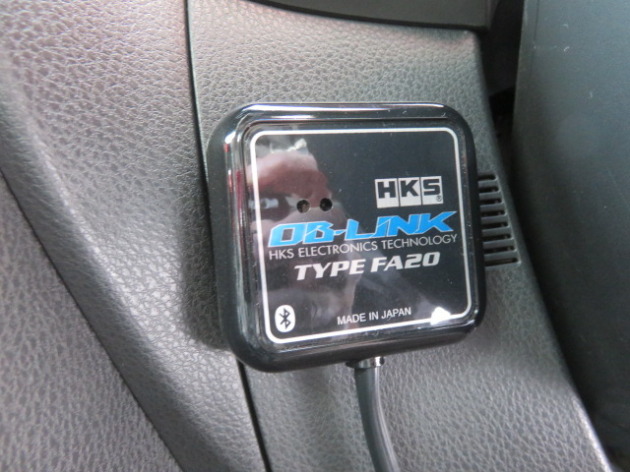 HKS®
OB-LINK
HKS ELECTRONICS TECHNOLOGY
TYPE FA20
MADE IN JAPAN